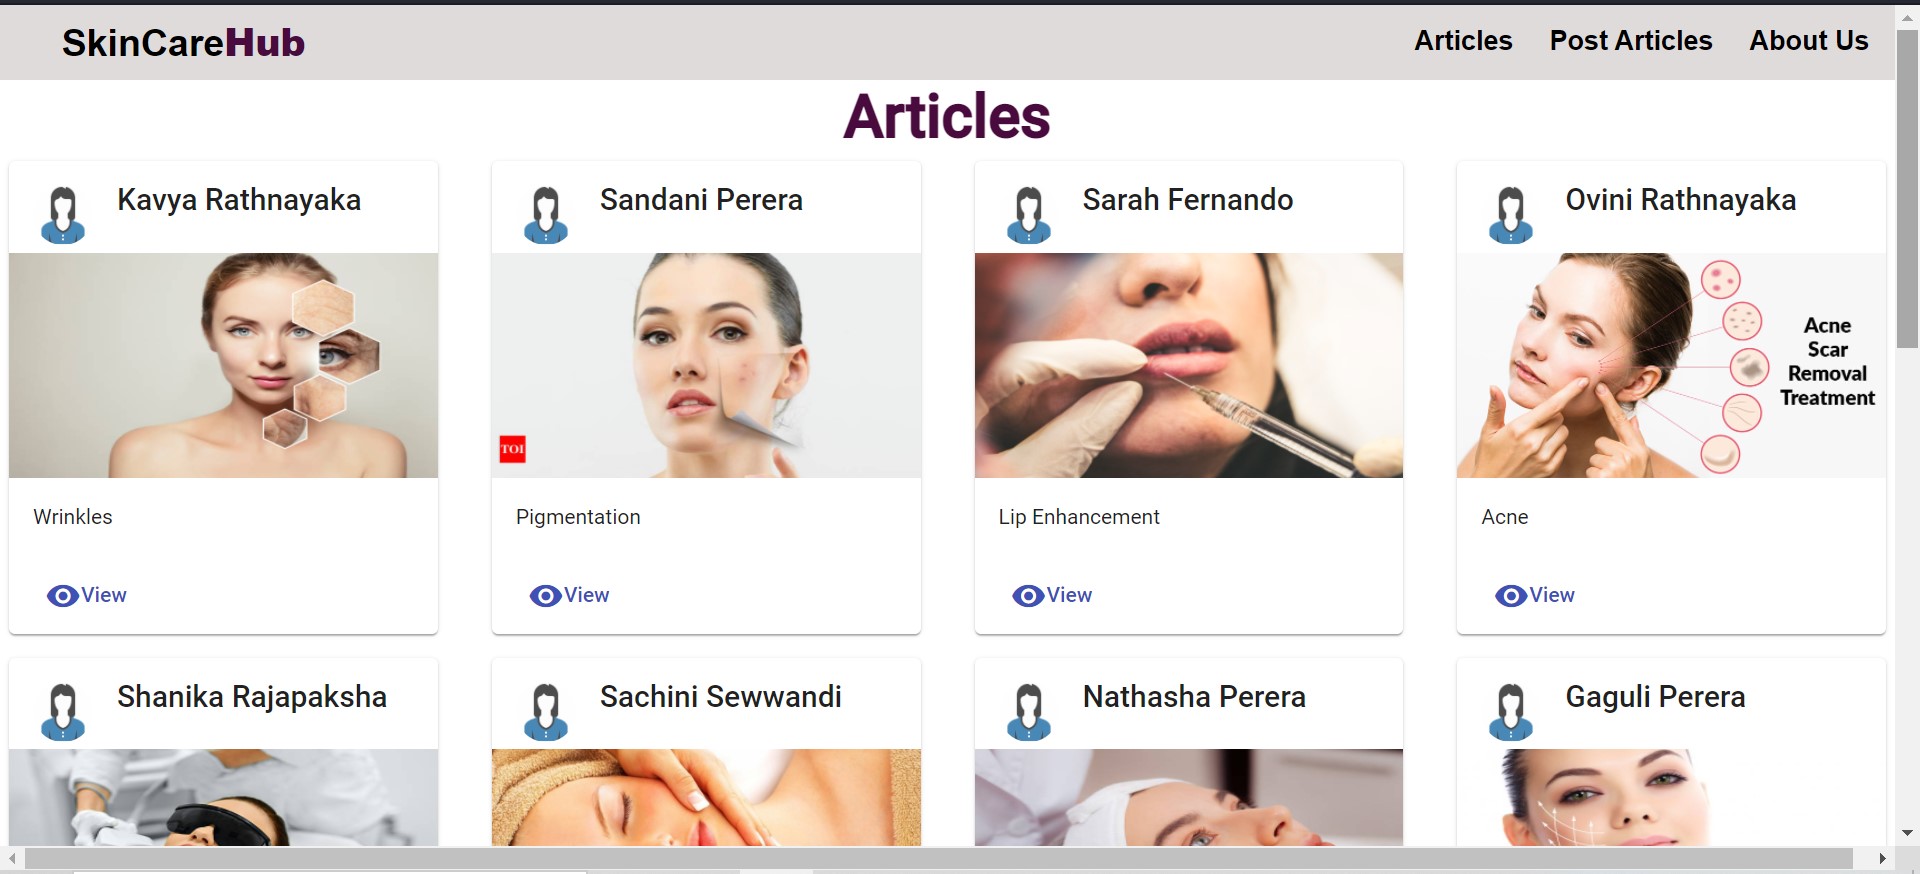 SkinCareHub
Articles
Post Articles
About Us
Articles
Kavya Rathnayaka
Sandani Perera
Sarah Fernando
Ovini Rathnayaka
TOI
Acne
Scar
Removal
Treatment
Wrinkles
Pigmentation
Lip Enhancement
Acne
View
View
View
View
Shanika Rajapaksha
Sachini Sewwandi
Nathasha Perera
Gaguli Perera